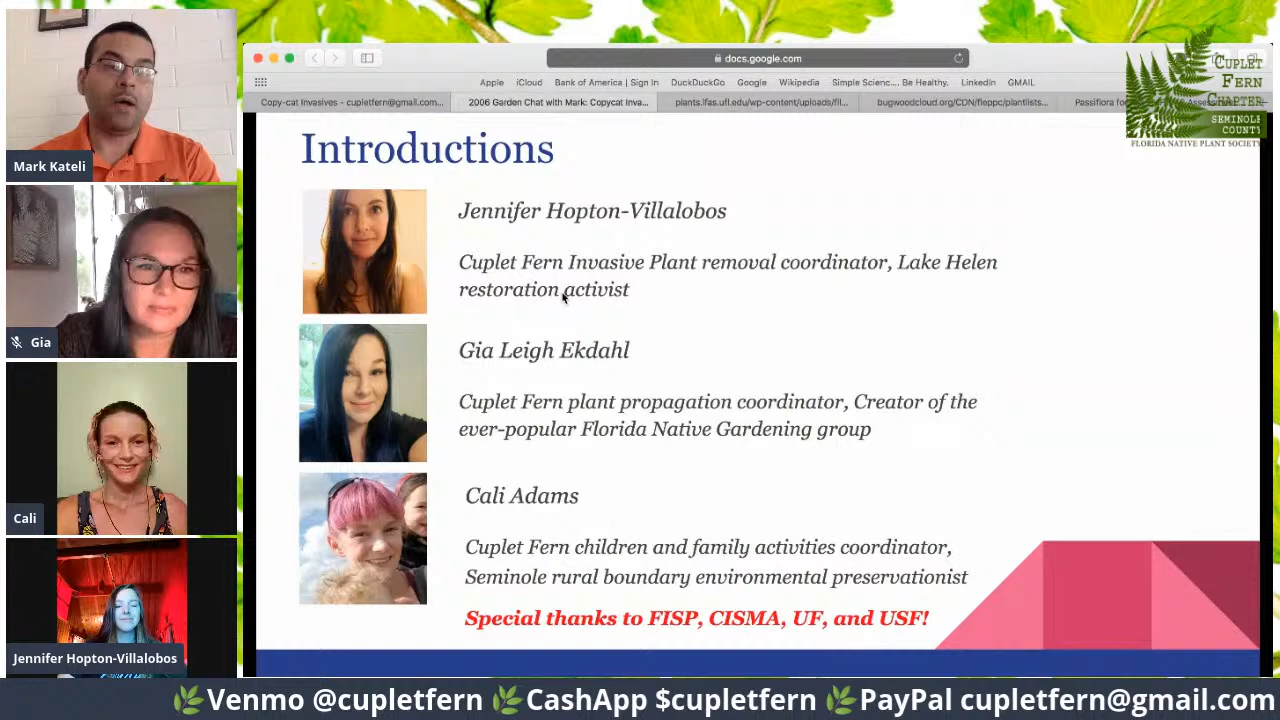 Mark Kateli
Gia
Cali
Jennifer Hopton-Villalobos
docs.google.com
Apple iCloud Bank of America | Sign In DuckDuckGo Google Wikipedia Simple Scienc.... Be Healthy. LinkedIn GMAIL
Copy-cat Invasives - cupletfern@gmail.com... 2006 Garden Chat with Mark: Copycat Inva... plants.ifas.ufl.edu/wp-content/uploads/fil... bugwoodcloud.org/CDN/fleppc/plantlists... Passiflora fo
CUPLET
FERN
CHAPTER
SEMINOLE
COUNTY
FLORIDA NATIVE PLANT SOCIETY
Introductions
Jennifer Hopton-Villalobos
Cuplet Fern Invasive Plant removal coordinator, Lake Helen
restoration activist
Gia Leigh Ekdahl
Cuplet Fern plant propagation coordinator, Creator of the
ever-popular Florida Native Gardening group
Cali Adams
Cuplet Fern children and family activities coordinator,
Seminole rural boundary environmental preservationist
Special thanks to FISP, CISMA, UF, and USF!
Venmo @cupletfern CashApp $cupletfern PayPal cupletfern@gmail.com